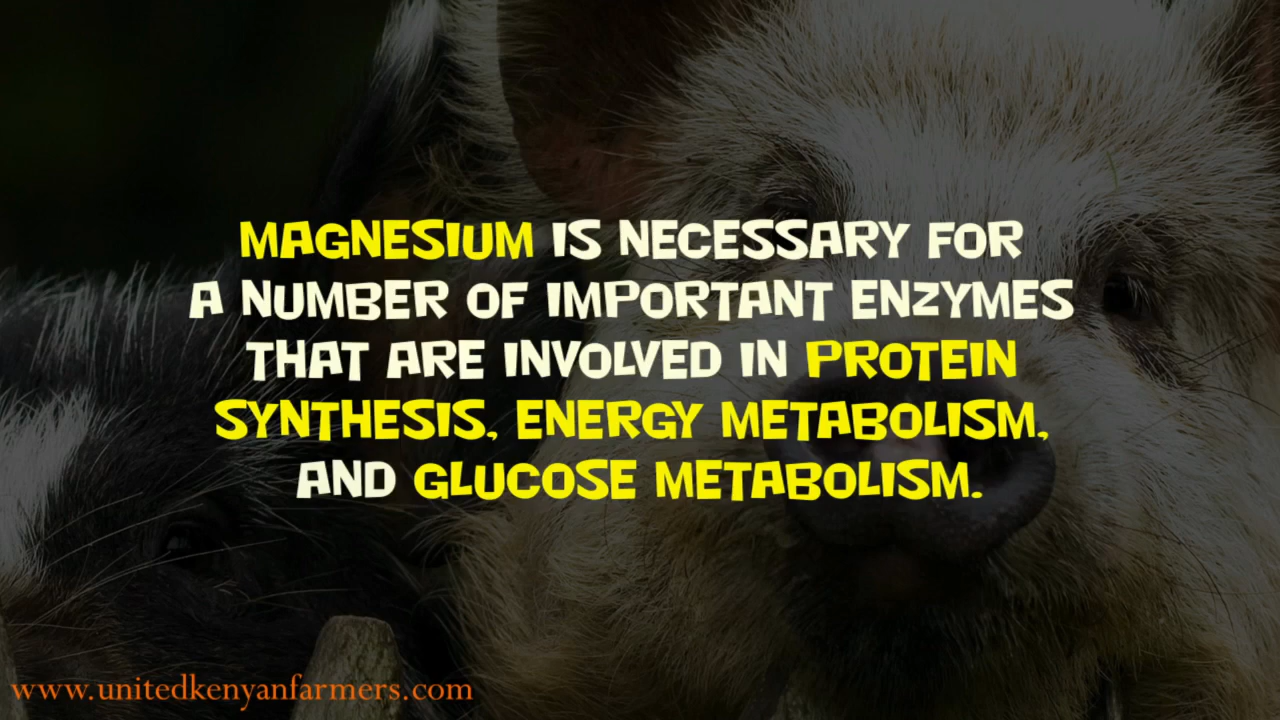 MAGNESIUM IS NECESSARY FOR
A NUMBER OF IMPORTANT ENZYMES
THAT ARE INVOLVED IN PROTEIN
SYNTHESIS, ENERGY METABOLISM,
AND GLUCOSE METABOLISM.
www.unitedkenyanfarmers.com